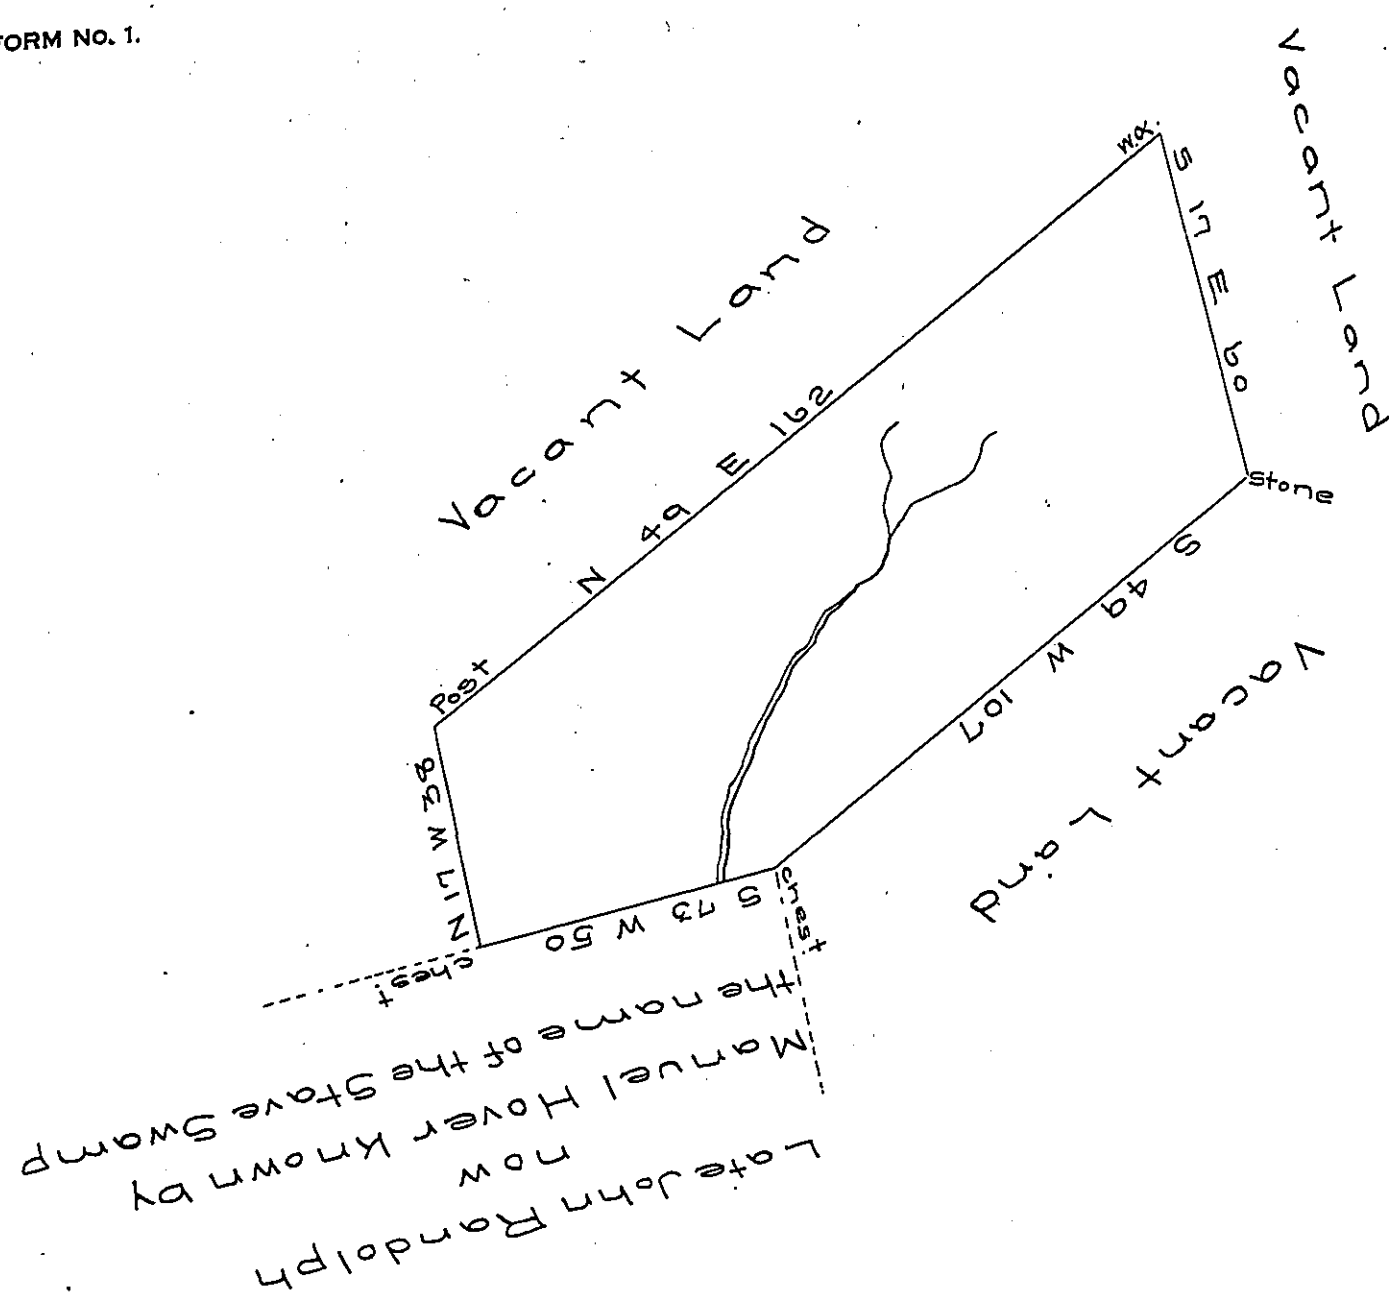 FORM No. 1.
Vacant Land
W.O.
S 17 E 60
Vacant Land
N 49 E 162
Stone
S 49 W 107
Vacant Land
Post
N 17 W 38
chest
S 73 W 50
chest.
Late John Randolph
now
Manuel Hover Known by
the name of the Stave Swamp